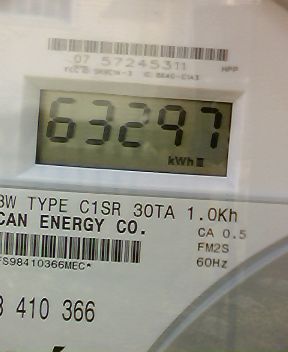 07 57245311
HPP
63297
kWh
3W TYPE C1SR 30TA 1.0Kh
CAN ENERGY CO.
CA 0.5
FM2S
60Hz
FS98410366MEC*
410 366